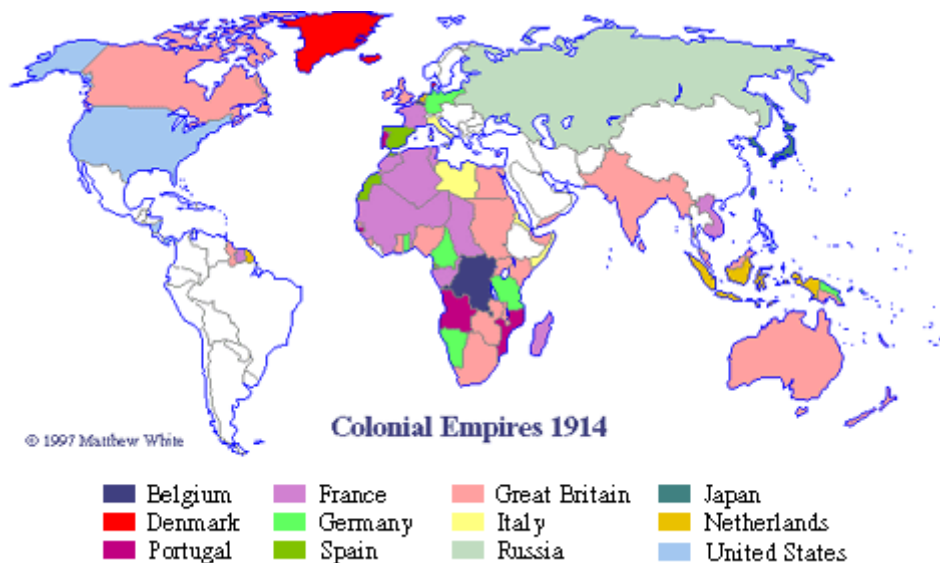 Colonial Empires 1914
© 1997 Matthew White
Belgium France Great Britain Japan
Denmark Germany Italy Netherlands
Portugal Spain Russia United States